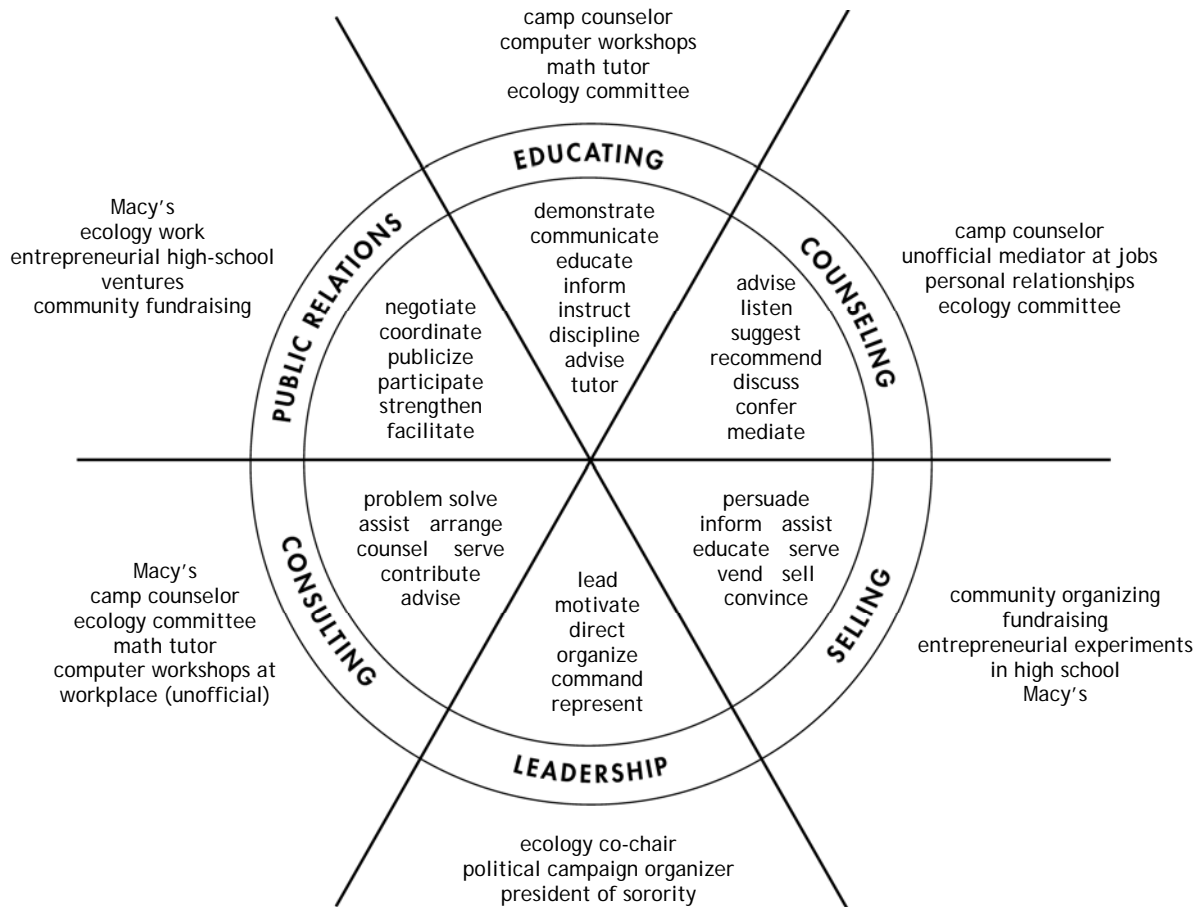 camp counselor
computer workshops
math tutor
ecology committee
EDUCATING
demonstrate
communicate
educate
inform
instruct
discipline
advise
tutor
camp counselor
unofficial mediator at jobs
personal relationships
ecology committee
COUNSELING
advise
listen
suggest
recommend
discuss
confer
mediate
community organizing
fundraising
entrepreneurial experiments
in high school
Macy's
SELLING
persuade
inform assist
educate serve
vend sell
convince
LEADERSHIP
lead
motivate
direct
organize
command
represent
ecology co-chair
political campaign organizer
president of sorority
CONSULTING
problem solve
assist arrange
counsel serve
contribute
advise
Macy's
camp counselor
ecology committee
math tutor
computer workshops at
workplace (unofficial)
PUBLIC RELATIONS
negotiate
coordinate
publicize
participate
strengthen
facilitate
Macy's
ecology work
entrepreneurial high-school
ventures
community fundraising